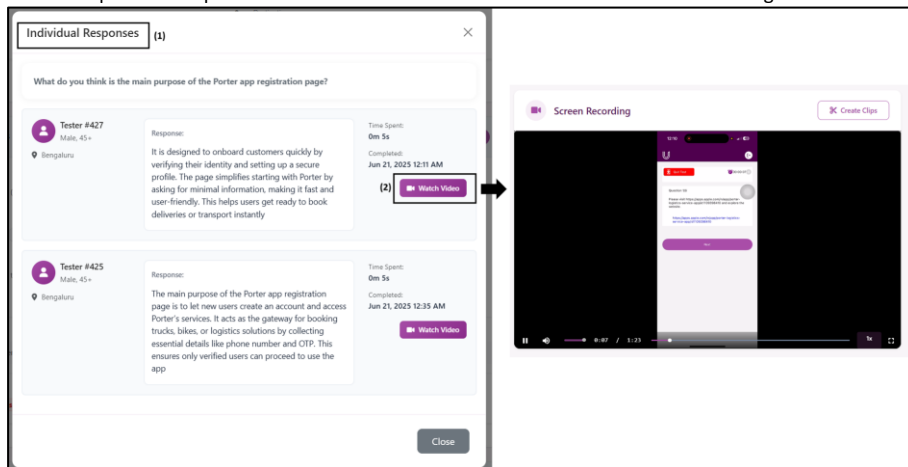 Individual Responses (1)
What do you think is the main purpose of the Porter app registration page?
Tester #427
Male, 45+
Bengaluru
Response:
It is designed to onboard customers quickly by
verifying their identity and setting up a secure
profile. The page simplifies starting with Porter by
asking for minimal information, making it fast and
user-friendly. This helps users get ready to book
deliveries or transport instantly
Time Spent:
0m 5s
Completed:
Jun 21, 2025 12:11 AM
(2) Watch Video
Tester #425
Male, 45+
Bengaluru
Response:
The main purpose of the Porter app registration
page is to let new users create an account and access
Porter's services. It acts as the gateway for booking
trucks, bikes, or logistics solutions by collecting
essential details like phone number and OTP. This
ensures only verified users can proceed to use the
app
Time Spent:
0m 5s
Completed:
Jun 21, 2025 12:35 AM
Watch Video
Close
Screen Recording
Create Clips
0:07 / 1:23
1x